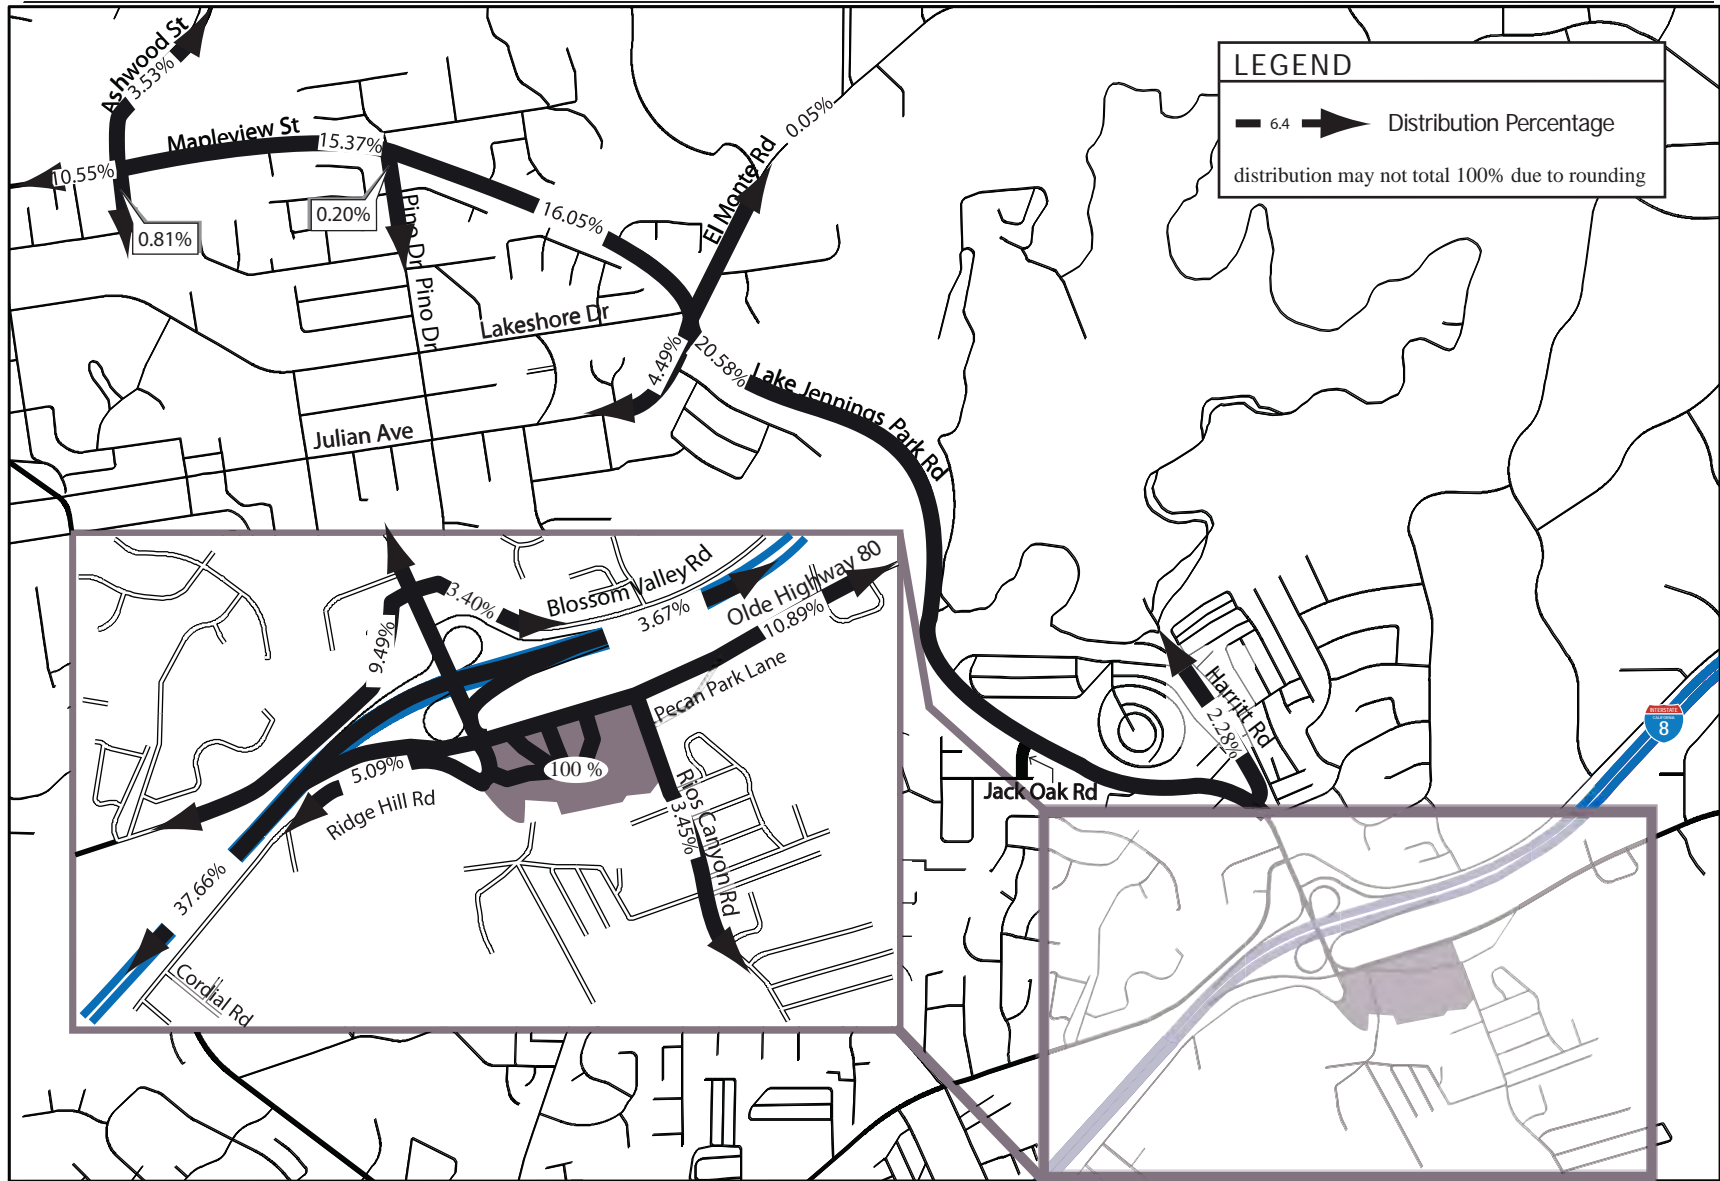 LEGEND
6.4
Distribution Percentage
distribution may not total 100% due to rounding
Ashwood St
3.53%
Mapleview St
15.37%
10.55%
0.81%
0.20%
Pino Dr
Pino Dr
16.05%
El Monte Rd
0.05%
Lakeshore Dr
4.49%
20.58%
Lake Jennings Park Rd
Julian Ave
Harritt Rd
2.28%
Jack Oak Rd
INTERSTATE
CALIFORNIA
8
3.40%
Blossom Valley Rd
3.67%
Olde Highway 80
10.89%
9.49%
Pecan Park Lane
5.09%
100 %
Ridge Hill Rd
Rios Canyon Rd
3.45%
37.66%
Cordial Rd